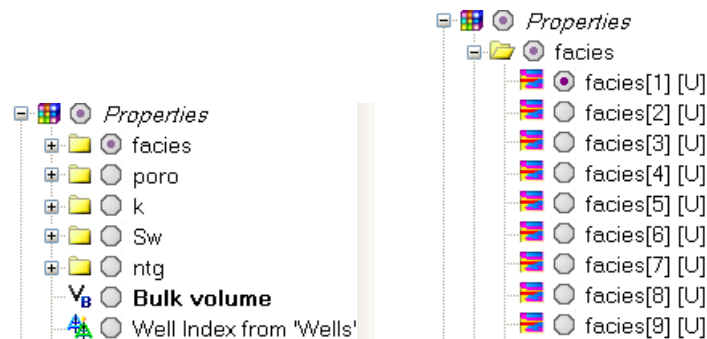 Properties
facies
poro
k
Sw
ntg
VB Bulk volume
Well Index from 'Wells'
Properties
facies
facies[1] [U]
facies[2] [U]
facies[3] [U]
facies[4] [U]
facies[5] [U]
facies[6] [U]
facies[7] [U]
facies[8] [U]
facies[9] [U]